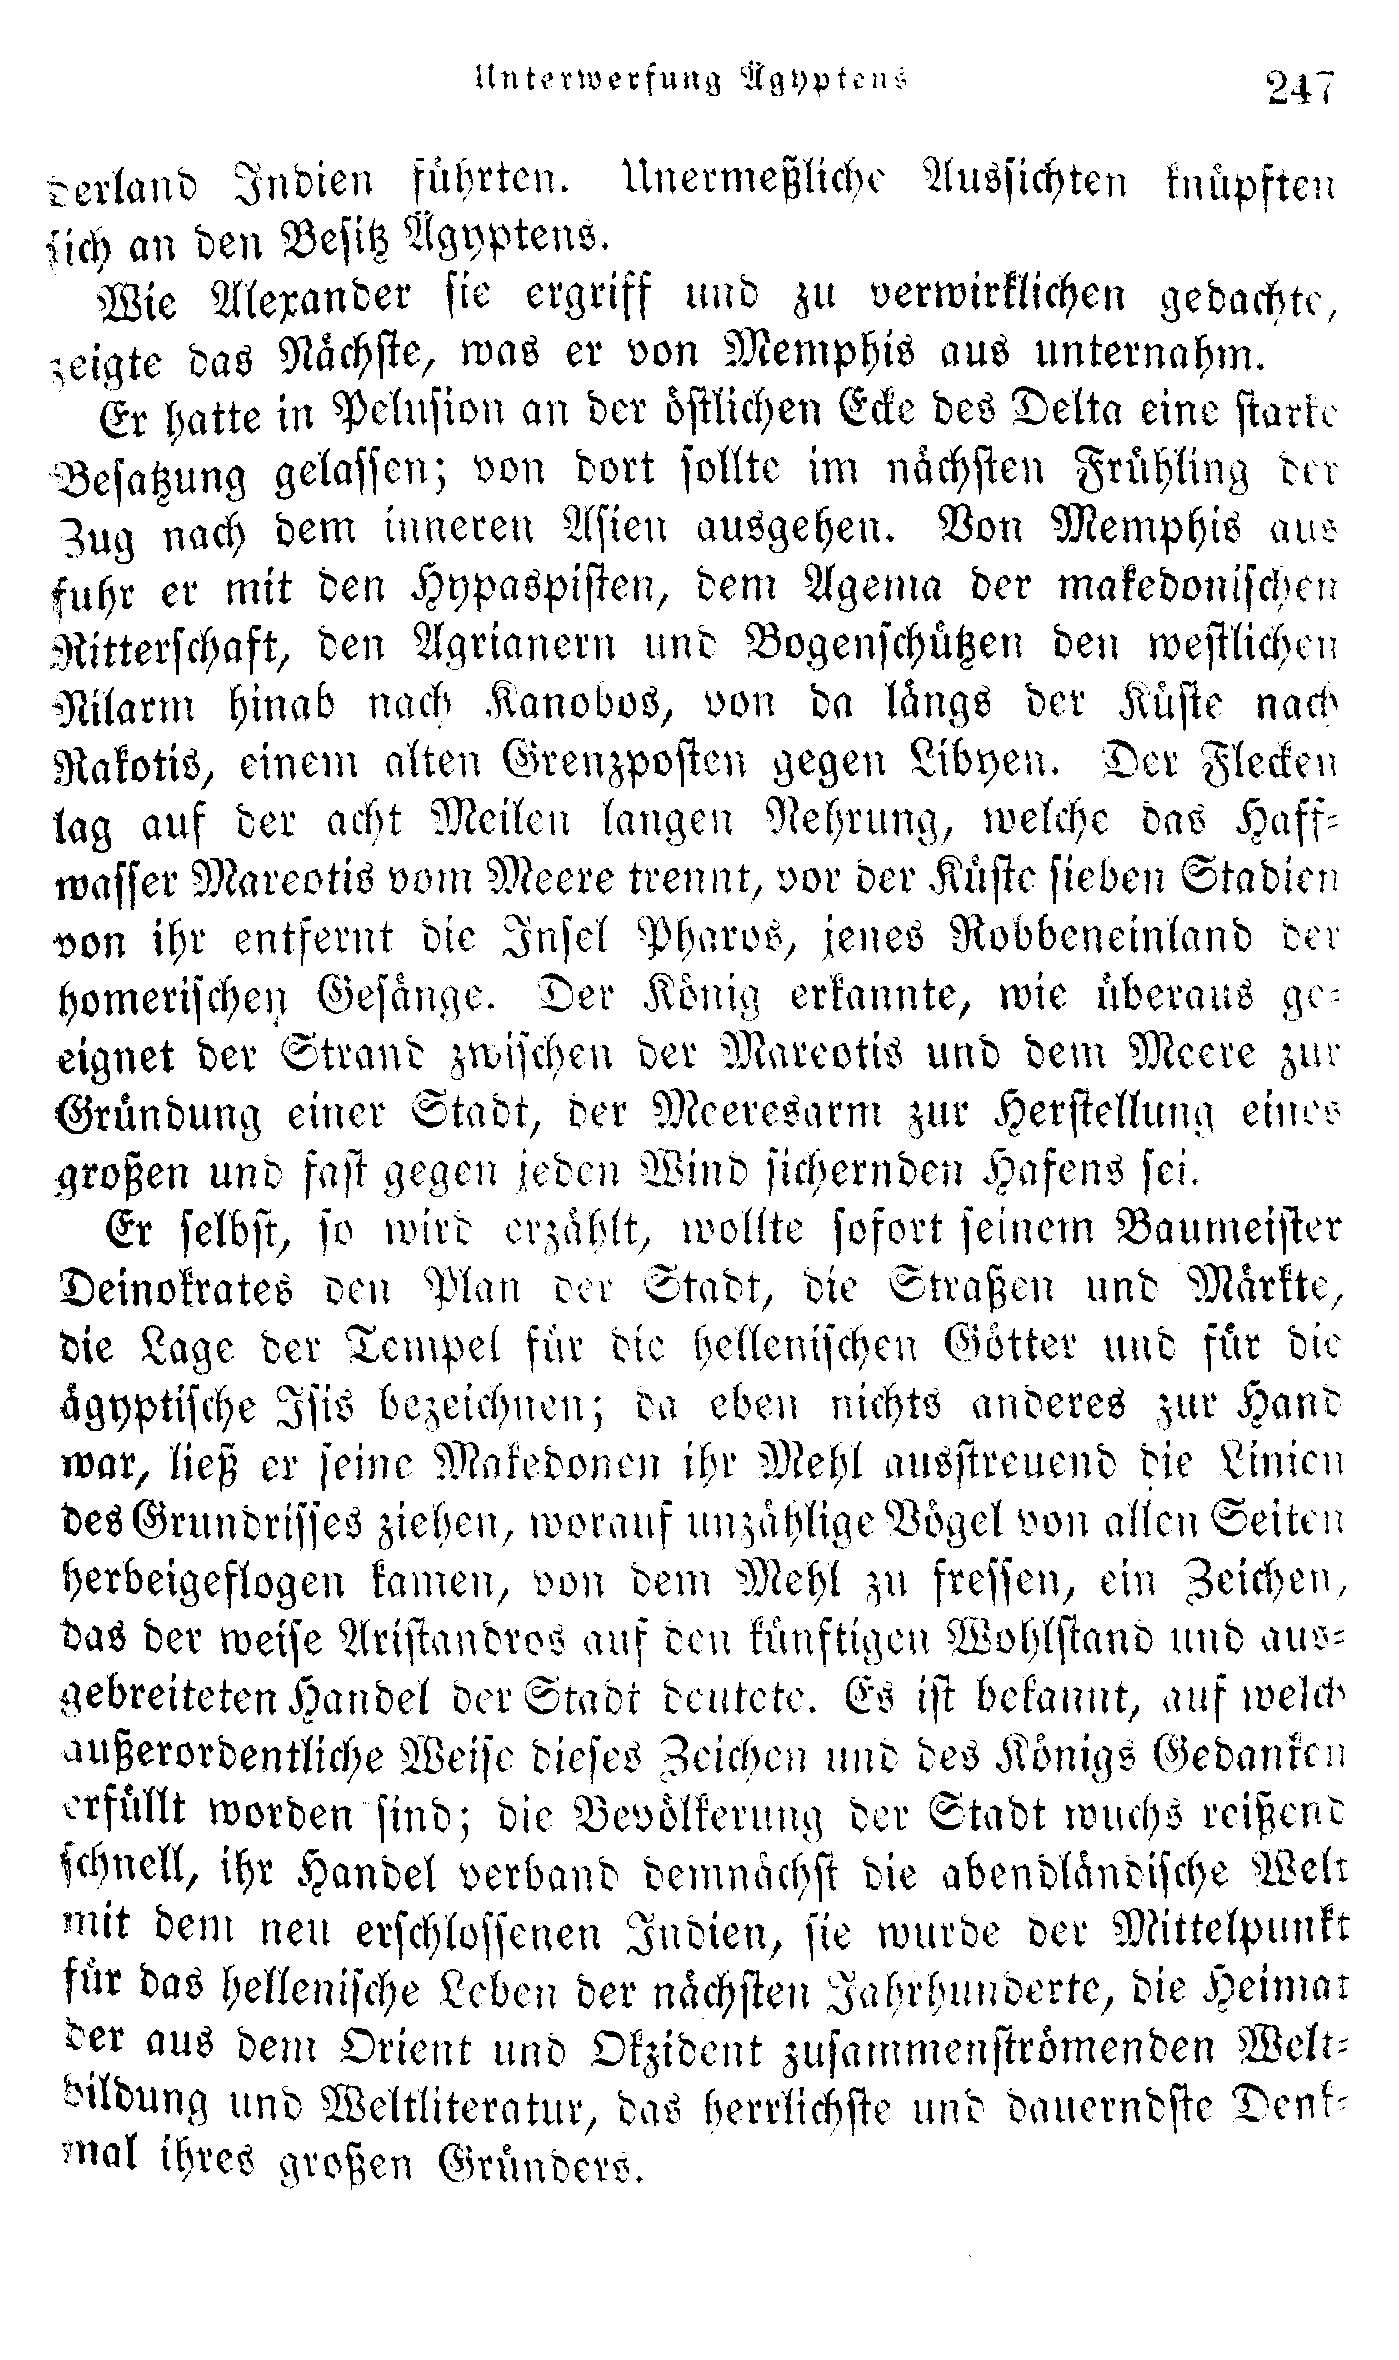 Unterwerfung Ägyptens 247
derland Indien führten. Unermeßliche Aussichten knüpften
sich an den Besitz Ägyptens.
Wie Alexander sie ergriff und zu verwirklichen gedachte,
zeigte das Nächste, was er von Memphis aus unternahm.
Er hatte in Pelusion an der östlichen Ecke des Delta eine starke
Besatzung gelassen; von dort sollte im nächsten Frühling der
Zug nach dem inneren Asien ausgehen. Von Memphis aus
fuhr er mit den Hypaspisten, dem Agema der makedonischen
Ritterschaft, den Agrianern und Bogenschützen den westlichen
Nilarm hinab nach Kanobos, von da längs der Küste nach
Rakotis, einem alten Grenzposten gegen Libyen. Der Flecken
lag auf der acht Meilen langen Nehrung, welche das Haff-
wasser Mareotis vom Meere trennt, vor der Küste sieben Stadien
von ihr entfernt die Insel Pharos, jenes Robbeneinland der
homerischen Gesänge. Der König erkannte, wie überaus ge-
eignet der Strand zwischen der Mareotis und dem Meere zur
Gründung einer Stadt, der Meeresarm zur Herstellung eines
großen und fast gegen jeden Wind sichernden Hafens sei.
Er selbst, so wird erzählt, wollte sofort seinem Baumeister
Deinokrates den Plan der Stadt, die Straßen und Märkte,
die Lage der Tempel für die hellenischen Götter und für die
ägyptische Isis bezeichnen; da eben nichts anderes zur Hand
war, ließ er seine Makedonen ihr Mehl ausstreuend die Linien
des Grundrisses ziehen, worauf unzählige Vögel von allen Seiten
herbeigeflogen kamen, von dem Mehl zu fressen, ein Zeichen,
das der weise Aristandros auf den künftigen Wohlstand und aus-
gebreiteten Handel der Stadt deutete. Es ist bekannt, auf welch
außerordentliche Weise dieses Zeichen und des Königs Gedanken
erfüllt worden sind; die Bevölkerung der Stadt wuchs reißend
schnell, ihr Handel verband demnächst die abendländische Welt
mit dem neu erschlossenen Indien, sie wurde der Mittelpunkt
für das hellenische Leben der nächsten Jahrhunderte, die Heimat
der aus dem Orient und Okzident zusammenströmenden Welt-
bildung und Weltliteratur, das herrlichste und dauerndste Denk-
mal ihres großen Gründers.